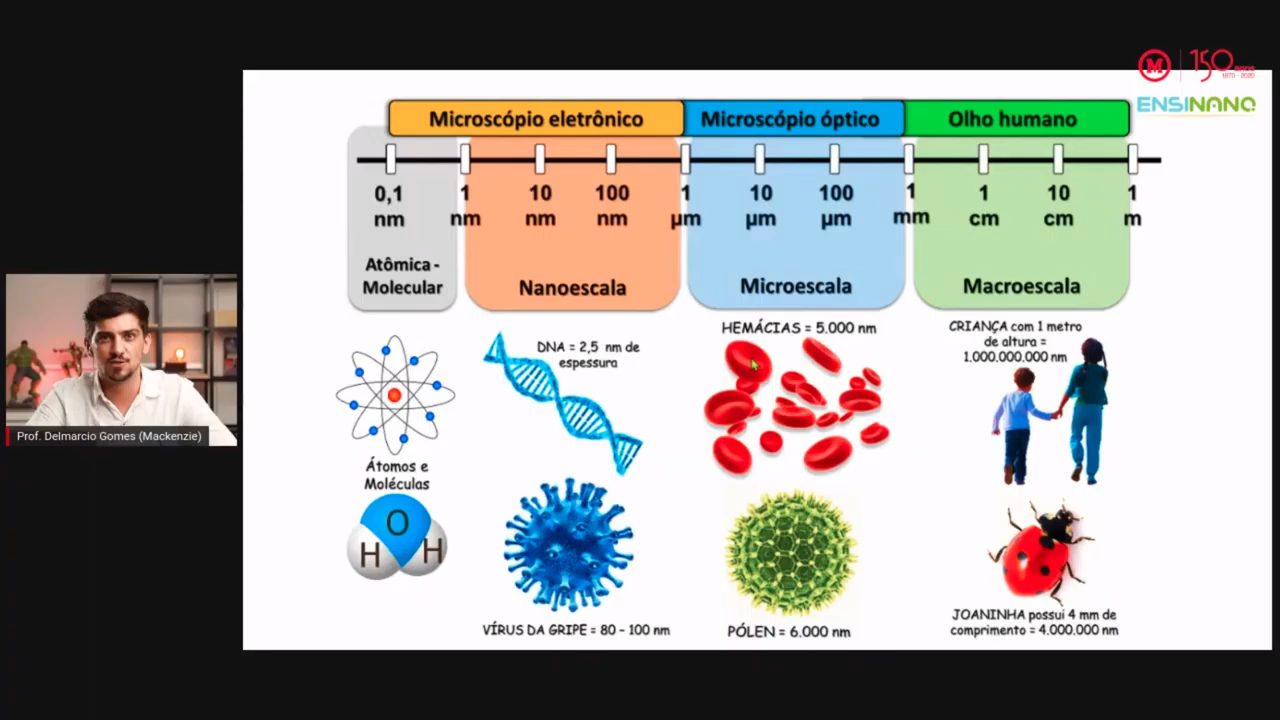 M
150
ANOS
1870 - 2020
ENSINANO
Microscópio eletrônico
Microscópio óptico
Olho humano
0,1 nm
1 nm
10 nm
100 nm
1 µm
10 µm
100 µm
1 mm
1 cm
10 cm
1 m
Atômica -
Molecular
Nanoescala
Microescala
Macroescala
Átomos e
Moléculas
O
H H
DNA = 2,5 nm de
espessura
VÍRUS DA GRIPE = 80 – 100 nm
HEMÁCIAS = 5.000 nm
PÓLEN = 6.000 nm
CRIANÇA com 1 metro
de altura =
1.000.000.000 nm
JOANINHA possui 4 mm de
comprimento = 4.000.000 nm
Prof. Delmarcio Gomes (Mackenzie)